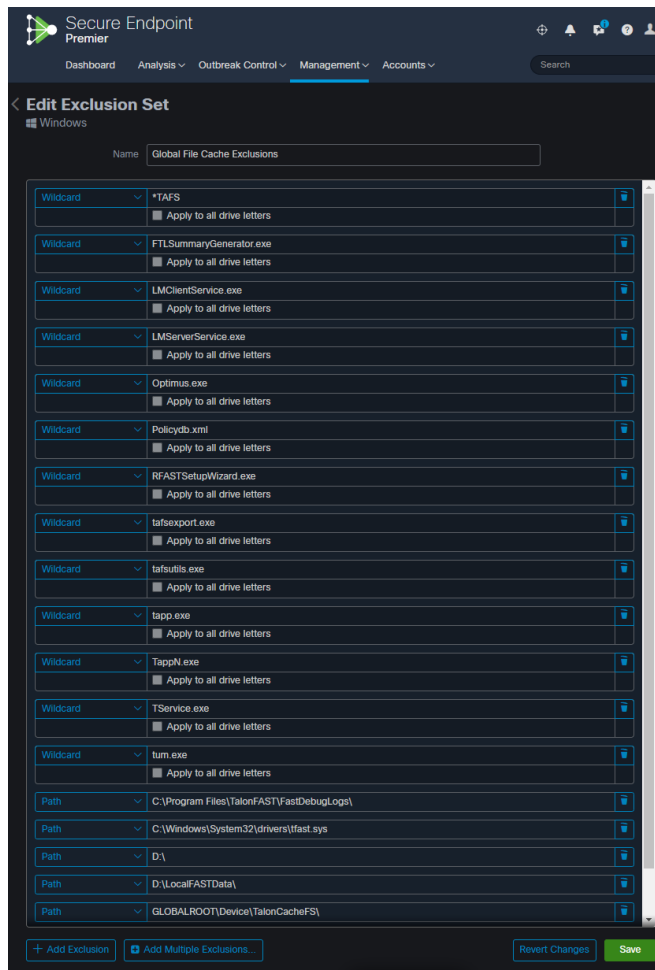 Secure Endpoint
Premier
Dashboard Analysis Outbreak Control Management Accounts Search
Edit Exclusion Set
Windows
Name Global File Cache Exclusions
Wildcard *TAFS
Apply to all drive letters
Wildcard FTLSummaryGenerator.exe
Apply to all drive letters
Wildcard LMClientService.exe
Apply to all drive letters
Wildcard LMServerService.exe
Apply to all drive letters
Wildcard Optimus.exe
Apply to all drive letters
Wildcard Policydb.xml
Apply to all drive letters
Wildcard RFASTSetupWizard.exe
Apply to all drive letters
Wildcard tafsexport.exe
Apply to all drive letters
Wildcard tafsutils.exe
Apply to all drive letters
Wildcard tapp.exe
Apply to all drive letters
Wildcard TappN.exe
Apply to all drive letters
Wildcard TService.exe
Apply to all drive letters
Wildcard tum.exe
Apply to all drive letters
Path C:\Program Files\TalonFAST\FastDebugLogs\
Path C:\Windows\System32\drivers\tfast.sys
Path D:\
Path D:\LocalFASTData\
Path GLOBALROOT\Device\TalonCacheFS\
+ Add Exclusion Add Multiple Exclusions... Revert Changes Save